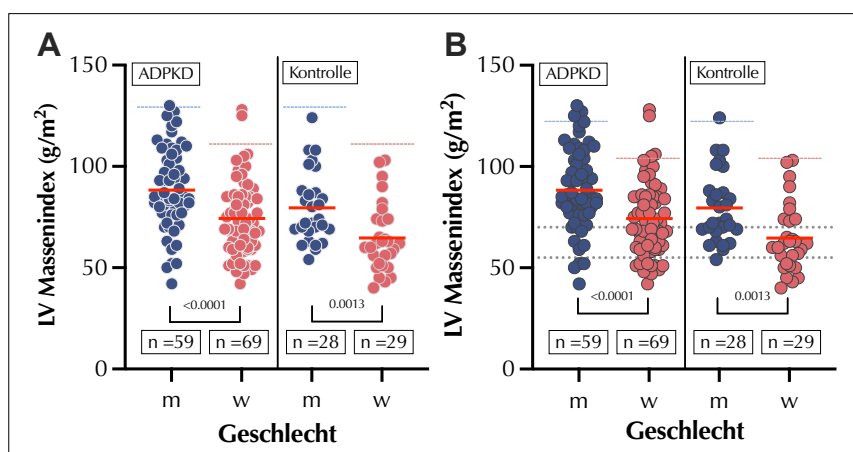 A
LV Massenindex (g/m²)
150
100
50
0
ADPKD
Kontrolle
<0.0001
0.0013
n =59
n =69
n =28
n =29
m
w
m
w
Geschlecht
B
LV Massenindex (g/m²)
150
100
50
0
ADPKD
Kontrolle
<0.0001
0.0013
n =59
n =69
n =28
n =29
m
w
m
w
Geschlecht